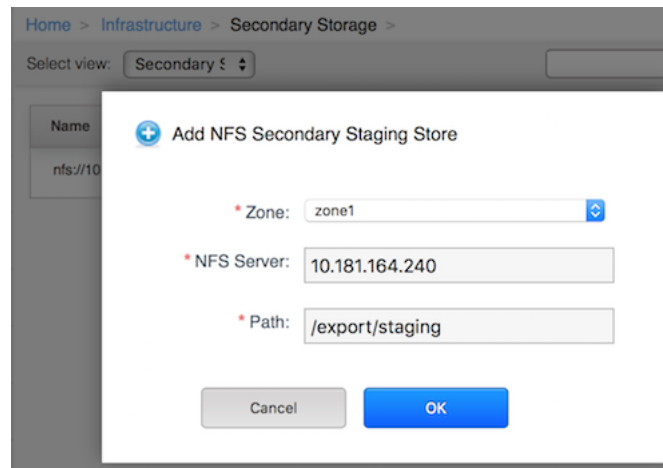 Home > Infrastructure > Secondary Storage >
Select view: Secondary S
Name
Add NFS Secondary Staging Store
nfs://10
* Zone: zone1
* NFS Server: 10.181.164.240
* Path: /export/staging
Cancel OK